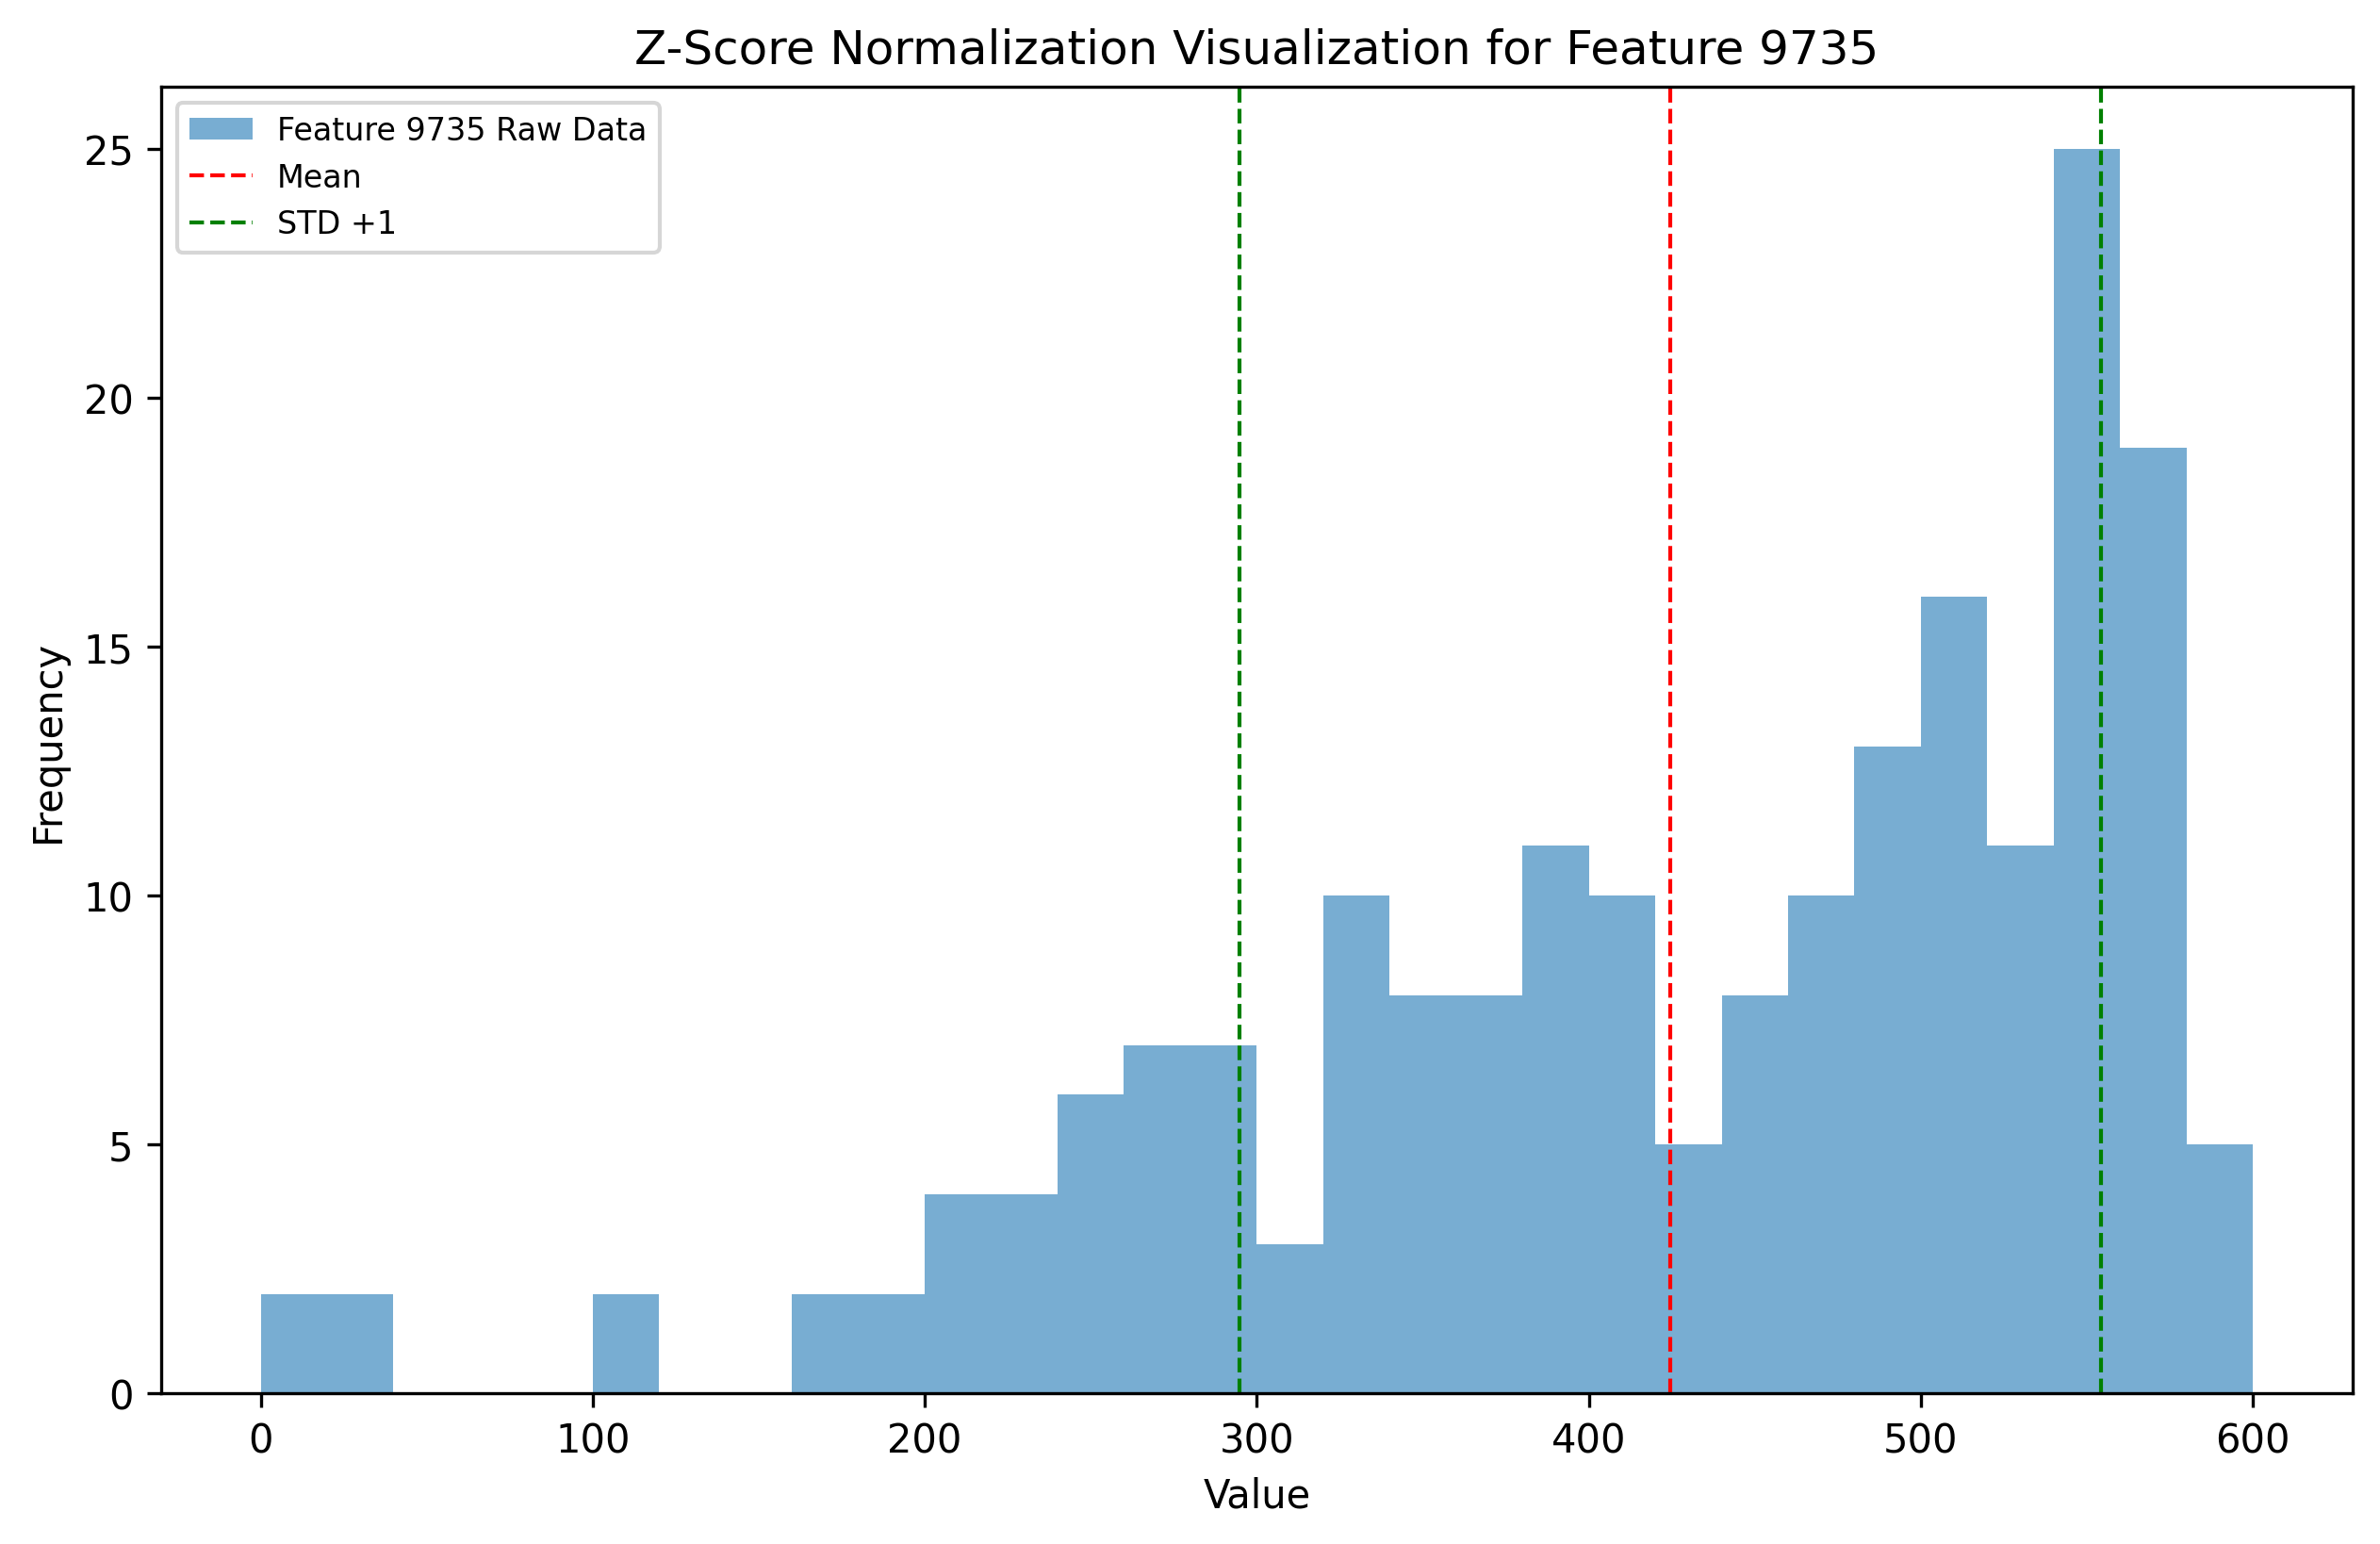 Z-Score Normalization Visualization for Feature 9735
Feature 9735 Raw Data
Mean
STD +1
25
20
15
10
5
0
Frequency
0 100 200 300 400 500 600
Value